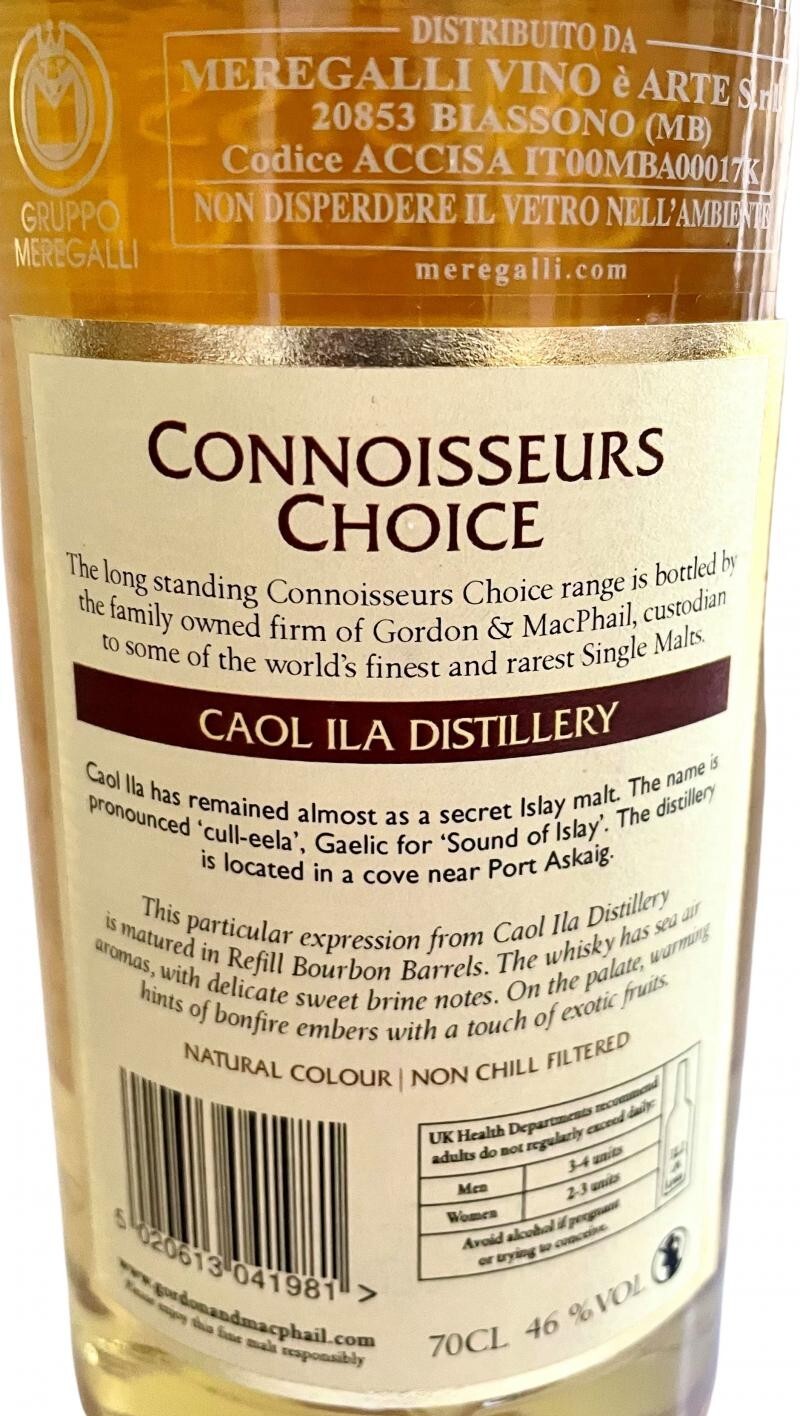 DISTRIBUITO DA
MEREGALLI VINO è ARTE S.rl
20853 BIASSONO (MB)
Codice ACCISA IT00MBA00017K
NON DISPERDERE IL VETRO NELL'AMBIENTE
meregalli.com
GRUPPO
MEREGALLI
CONNOISSEURS
CHOICE
The long standing Connoisseurs Choice range is bottled by
the family owned firm of Gordon & MacPhail, custodian
to some of the world's finest and rarest Single Malts.
CAOL ILA DISTILLERY
Caol Ila has remained almost as a secret Islay malt. The name is
pronounced 'cull-eela', Gaelic for 'Sound of Islay'. The distillery
is located in a cove near Port Askaig.
This particular expression from Caol Ila Distillery
is matured in Refill Bourbon Barrels. The whisky has sea air
aromas, with delicate sweet brine notes. On the palate, warming
hints of bonfire embers with a touch of exotic fruits.
NATURAL COLOUR | NON CHILL FILTERED
UK Health Departments recommend
adults do not regularly exceed daily:
Men 3-4 units
Women 2-3 units
Avoid alcohol if pregnant
or trying to conceive.
5 020613 041981 >
www.gordonandmacphail.com
Please enjoy this fine malt responsibly
70CL 46 %VOL